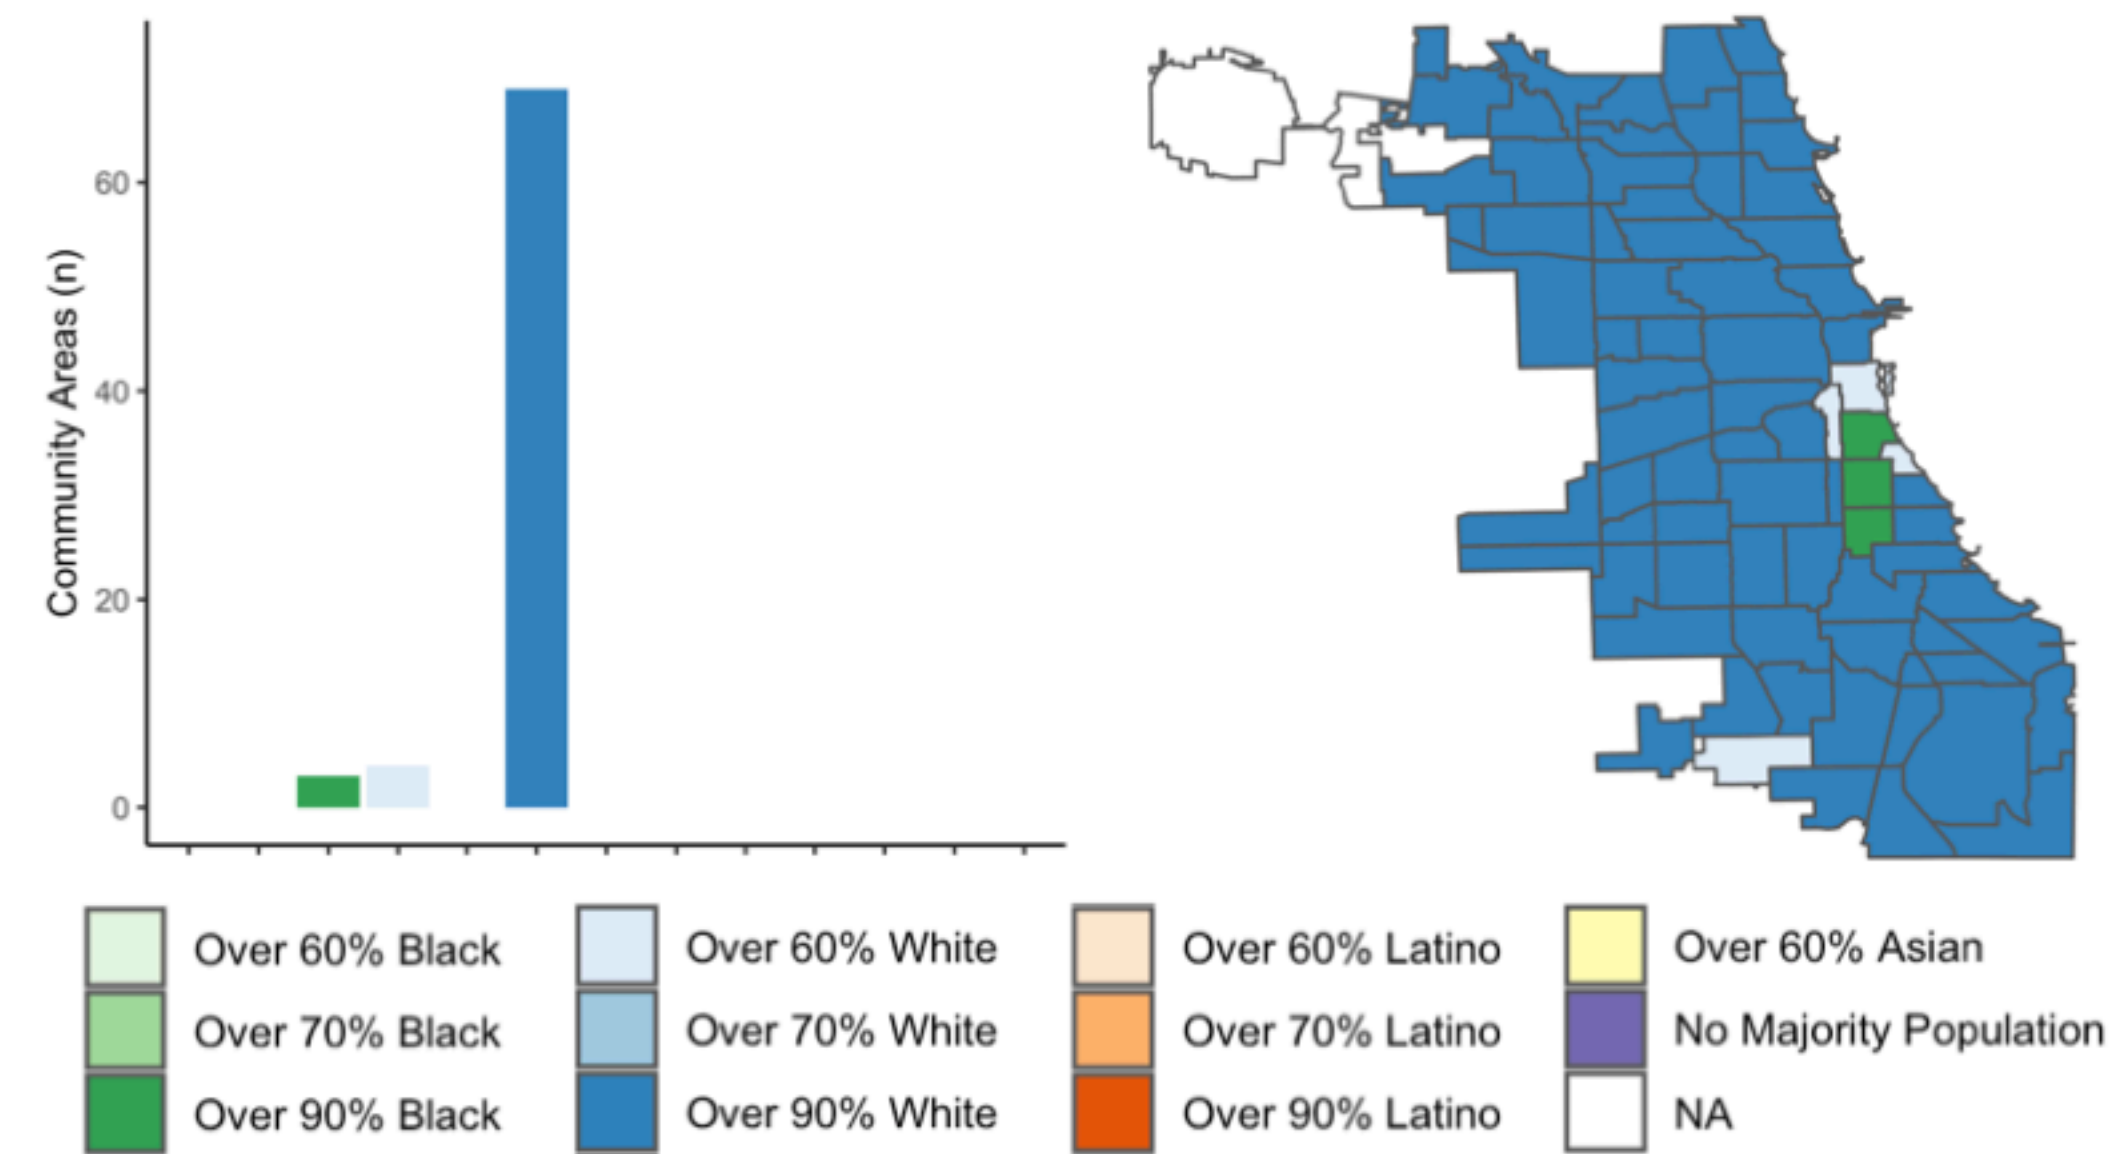 Community Areas (n)
60
40
20
0
Over 60% Black
Over 70% Black
Over 90% Black
Over 60% White
Over 70% White
Over 90% White
Over 60% Latino
Over 70% Latino
Over 90% Latino
Over 60% Asian
No Majority Population
NA